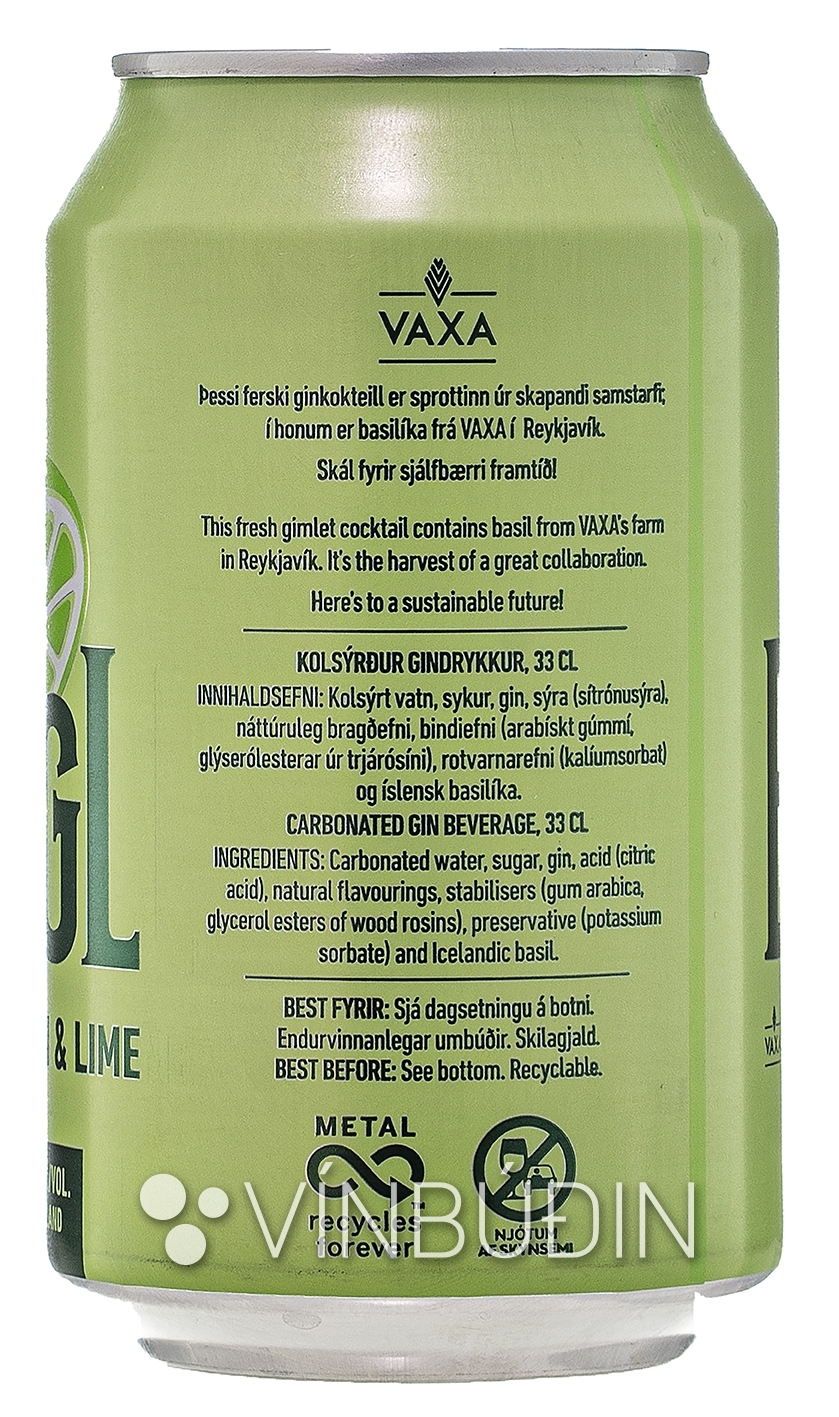 VAXA
Þessi ferski ginkokteill er sprottinn úr skapandi samstarfi;
í honum er basilíka frá VAXA í Reykjavík.
Skál fyrir sjálfbærri framtíð!
This fresh gimlet cocktail contains basil from VAXA's farm
in Reykjavík. It's the harvest of a great collaboration.
Here's to a sustainable future!
KOLSÝRÐUR GINDRYKKUR, 33 CL
INNIHALDSEFNI: Kolsýrt vatn, sykur, gin, sýra (sítrónusýra),
náttúruleg bragðefni, bindiefni (arabískt gúmmí,
glýserólesterar úr trjárósíni), rotvarnarefni (kalíumsorbat)
og íslensk basilíka.
CARBONATED GIN BEVERAGE, 33 CL
INGREDIENTS: Carbonated water, sugar, gin, acid (citric
acid), natural flavourings, stabilisers (gum arabica,
glycerol esters of wood rosins), preservative (potassium
sorbate) and Icelandic basil.
BEST FYRIR: Sjá dagsetningu á botni.
Endurvinnanlegar umbúðir. Skilagjald.
BEST BEFORE: See bottom. Recyclable.
METAL
recycles™
forever
NJÓTUM
AF SKYNSEMI
VÍNBÚÐIN
GL
& LIME
/VOL.
VAXA